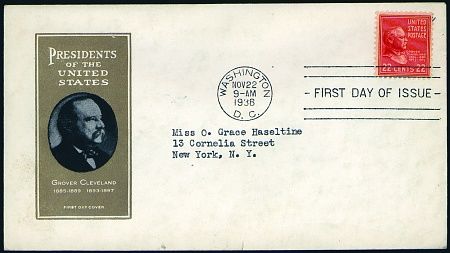 PRESIDENTS
OF THE
UNITED
STATES
GROVER CLEVELAND
1885-1889 1893-1897
FIRST DAY COVER
WASHINGTON
NOV 22
9-AM
1938
D. C.
UNITED
STATES
POSTAGE
22 CENTS 22
- FIRST DAY OF ISSUE -
Miss O. Grace Haseltine
13 Cornelia Street
New York, N. Y.